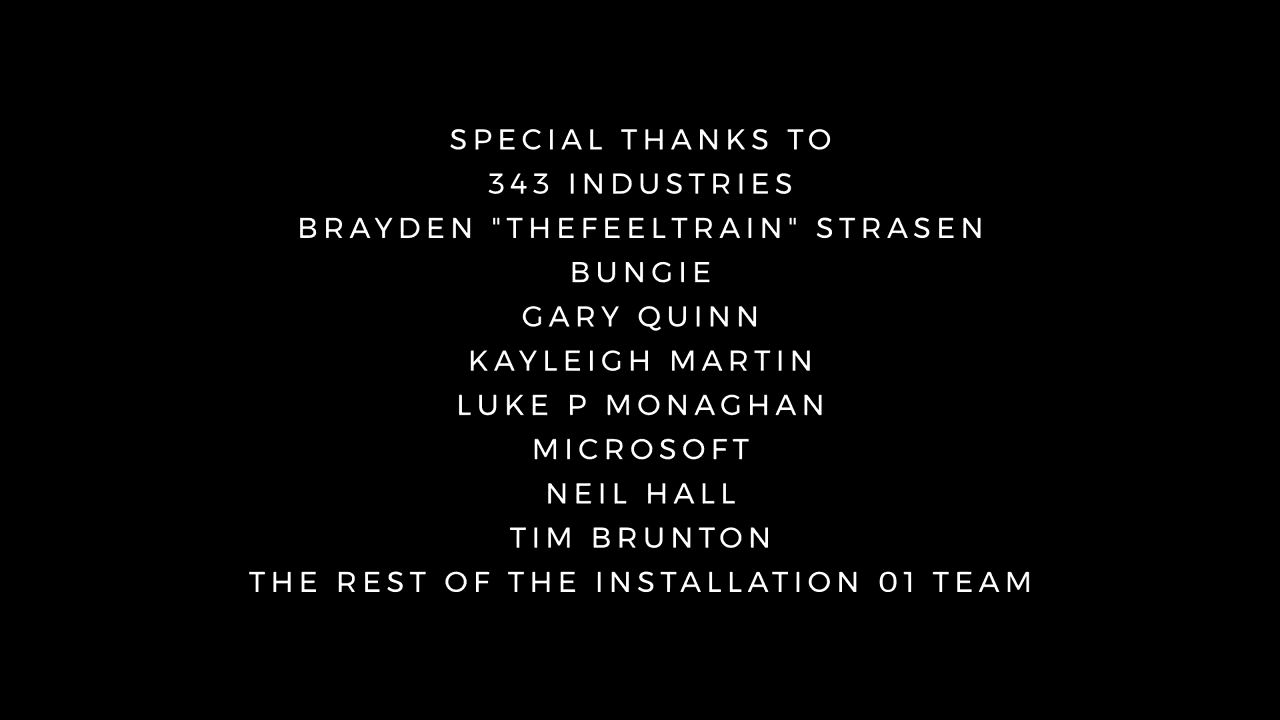 SPECIAL THANKS TO
343 INDUSTRIES
BRAYDEN "THEFEELTRAIN" STRASEN
BUNGIE
GARY QUINN
KAYLEIGH MARTIN
LUKE P MONAGHAN
MICROSOFT
NEIL HALL
TIM BRUNTON
THE REST OF THE INSTALLATION 01 TEAM